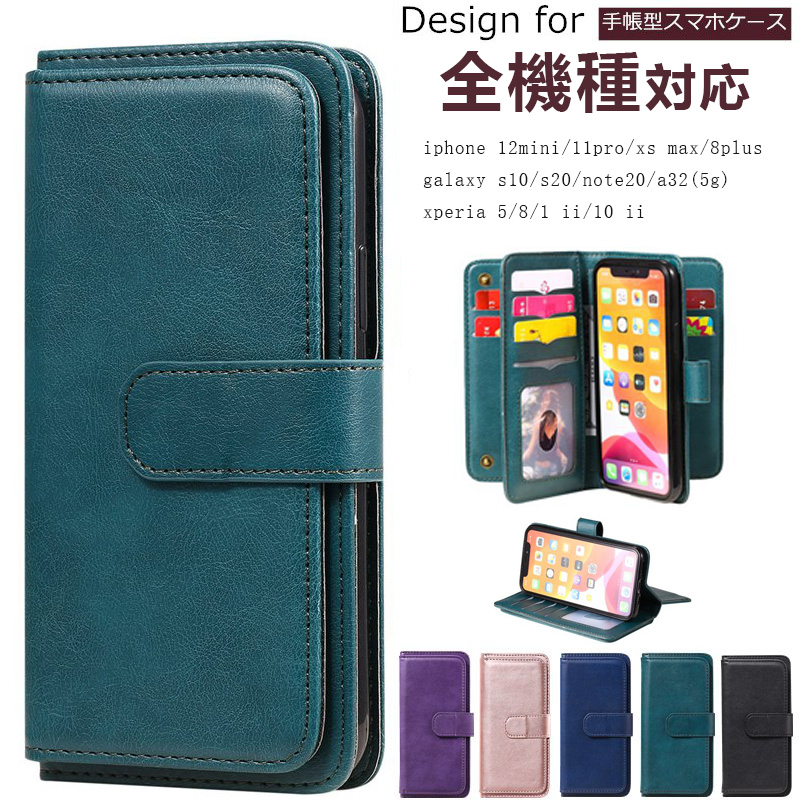 Design for 手帳型スマホケース
全機種対応
iphone 12mini/11pro/xs max/8plus
galaxy s10/s20/note20/a32(5g)
xperia 5/8/1 ii/10 ii